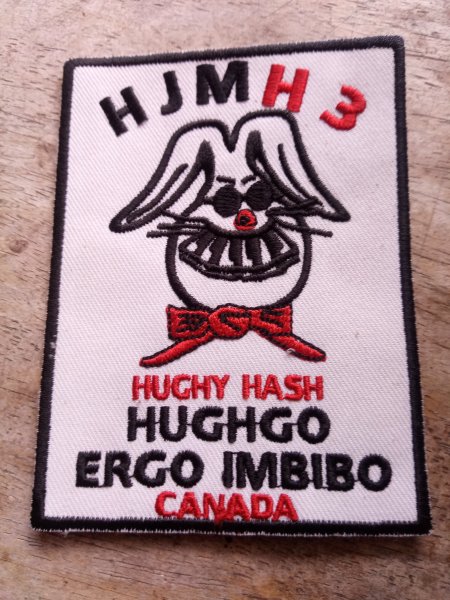 HJMH3
HUGHY HASH
HUGHGO
ERGO IMBIBO
CANADA